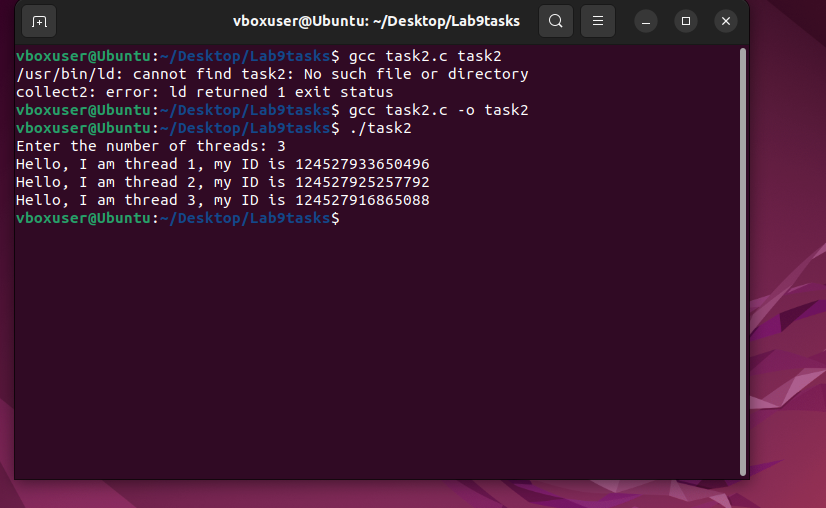 vboxuser@Ubuntu: ~/Desktop/Lab9tasks
vboxuser@Ubuntu:~/Desktop/Lab9tasks$ gcc task2.c task2
/usr/bin/ld: cannot find task2: No such file or directory
collect2: error: ld returned 1 exit status
vboxuser@Ubuntu:~/Desktop/Lab9tasks$ gcc task2.c -o task2
vboxuser@Ubuntu:~/Desktop/Lab9tasks$ ./task2
Enter the number of threads: 3
Hello, I am thread 1, my ID is 124527933650496
Hello, I am thread 2, my ID is 124527925257792
Hello, I am thread 3, my ID is 124527916865088
vboxuser@Ubuntu:~/Desktop/Lab9tasks$